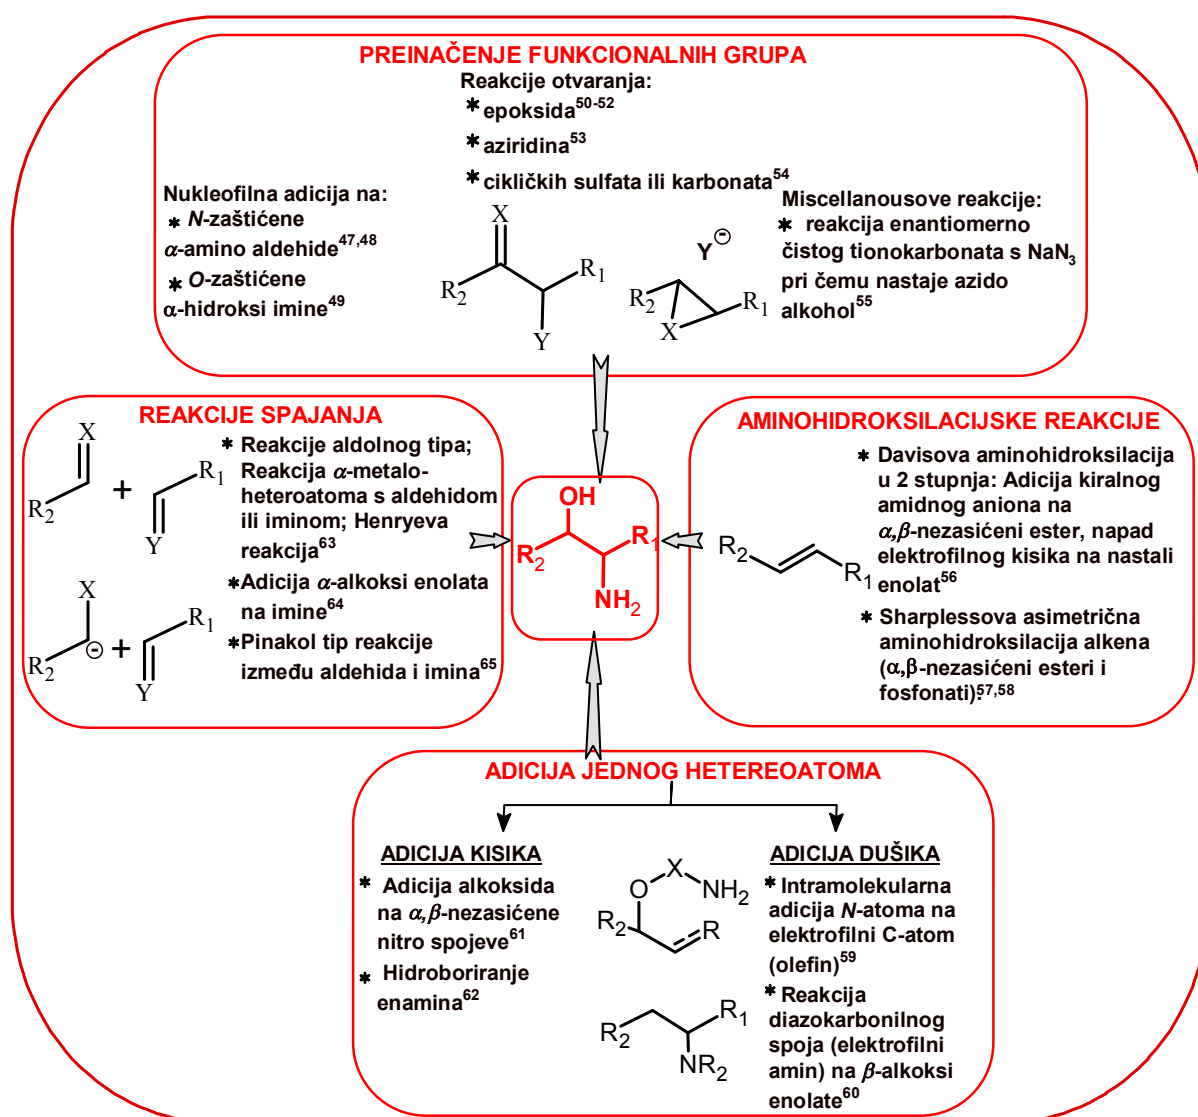 PREINAČENJE FUNKCIONALNIH GRUPA
Reakcije otvaranja:
* epoksida50-52
* aziridina53
* cikličkih sulfata ili karbonata54
Nukleofilna adicija na:
* N-zaštićene
α-amino aldehide47,48
* O-zaštićene
α-hidroksi imine49
X
R2
R1
Y
Y⊖
R2
R1
X
Miscellanousove reakcije:
* reakcija enantiomerno
čistog tionokarbonata s NaN3
pri čemu nastaje azido
alkohol55
REAKCIJE SPAJANJA
X
R2
+
R1
Y
X
R2
⊖
+
R1
Y
* Reakcije aldolnog tipa;
Reakcija α-metalo-
heteroatoma s aldehidom
ili iminom; Henryeva
reakcija63
* Adicija α-alkoksi enolata
na imine64
* Pinakol tip reakcije
između aldehida i imina65
OH
R2
R1
NH2
AMINOHIDROKSILACIJSKE REAKCIJE
R2
R1
* Davisova aminohidroksilacija
u 2 stupnja: Adicija kiralnog
amidnog aniona na
α,β-nezasićeni ester, napad
elektrofilnog kisika na nastali
enolat56
* Sharplessova asimetrična
aminohidroksilacija alkena
(α,β-nezasićeni esteri i
fosfonati).57,58
ADICIJA JEDNOG HETEREOATOMA
ADICIJA KISIKA
* Adicija alkoksida
na α,β-nezasićene
nitro spojeve61
* Hidroboriranje
enamina62
X
O
NH2
R2
R
R2
R1
NR2
ADICIJA DUŠIKA
* Intramolekularna
adicija N-atoma na
elektrofilni C-atom
(olefin)59
* Reakcija
diazokarbonilnog
spoja (elektrofilni
amin) na β-alkoksi
enolate60